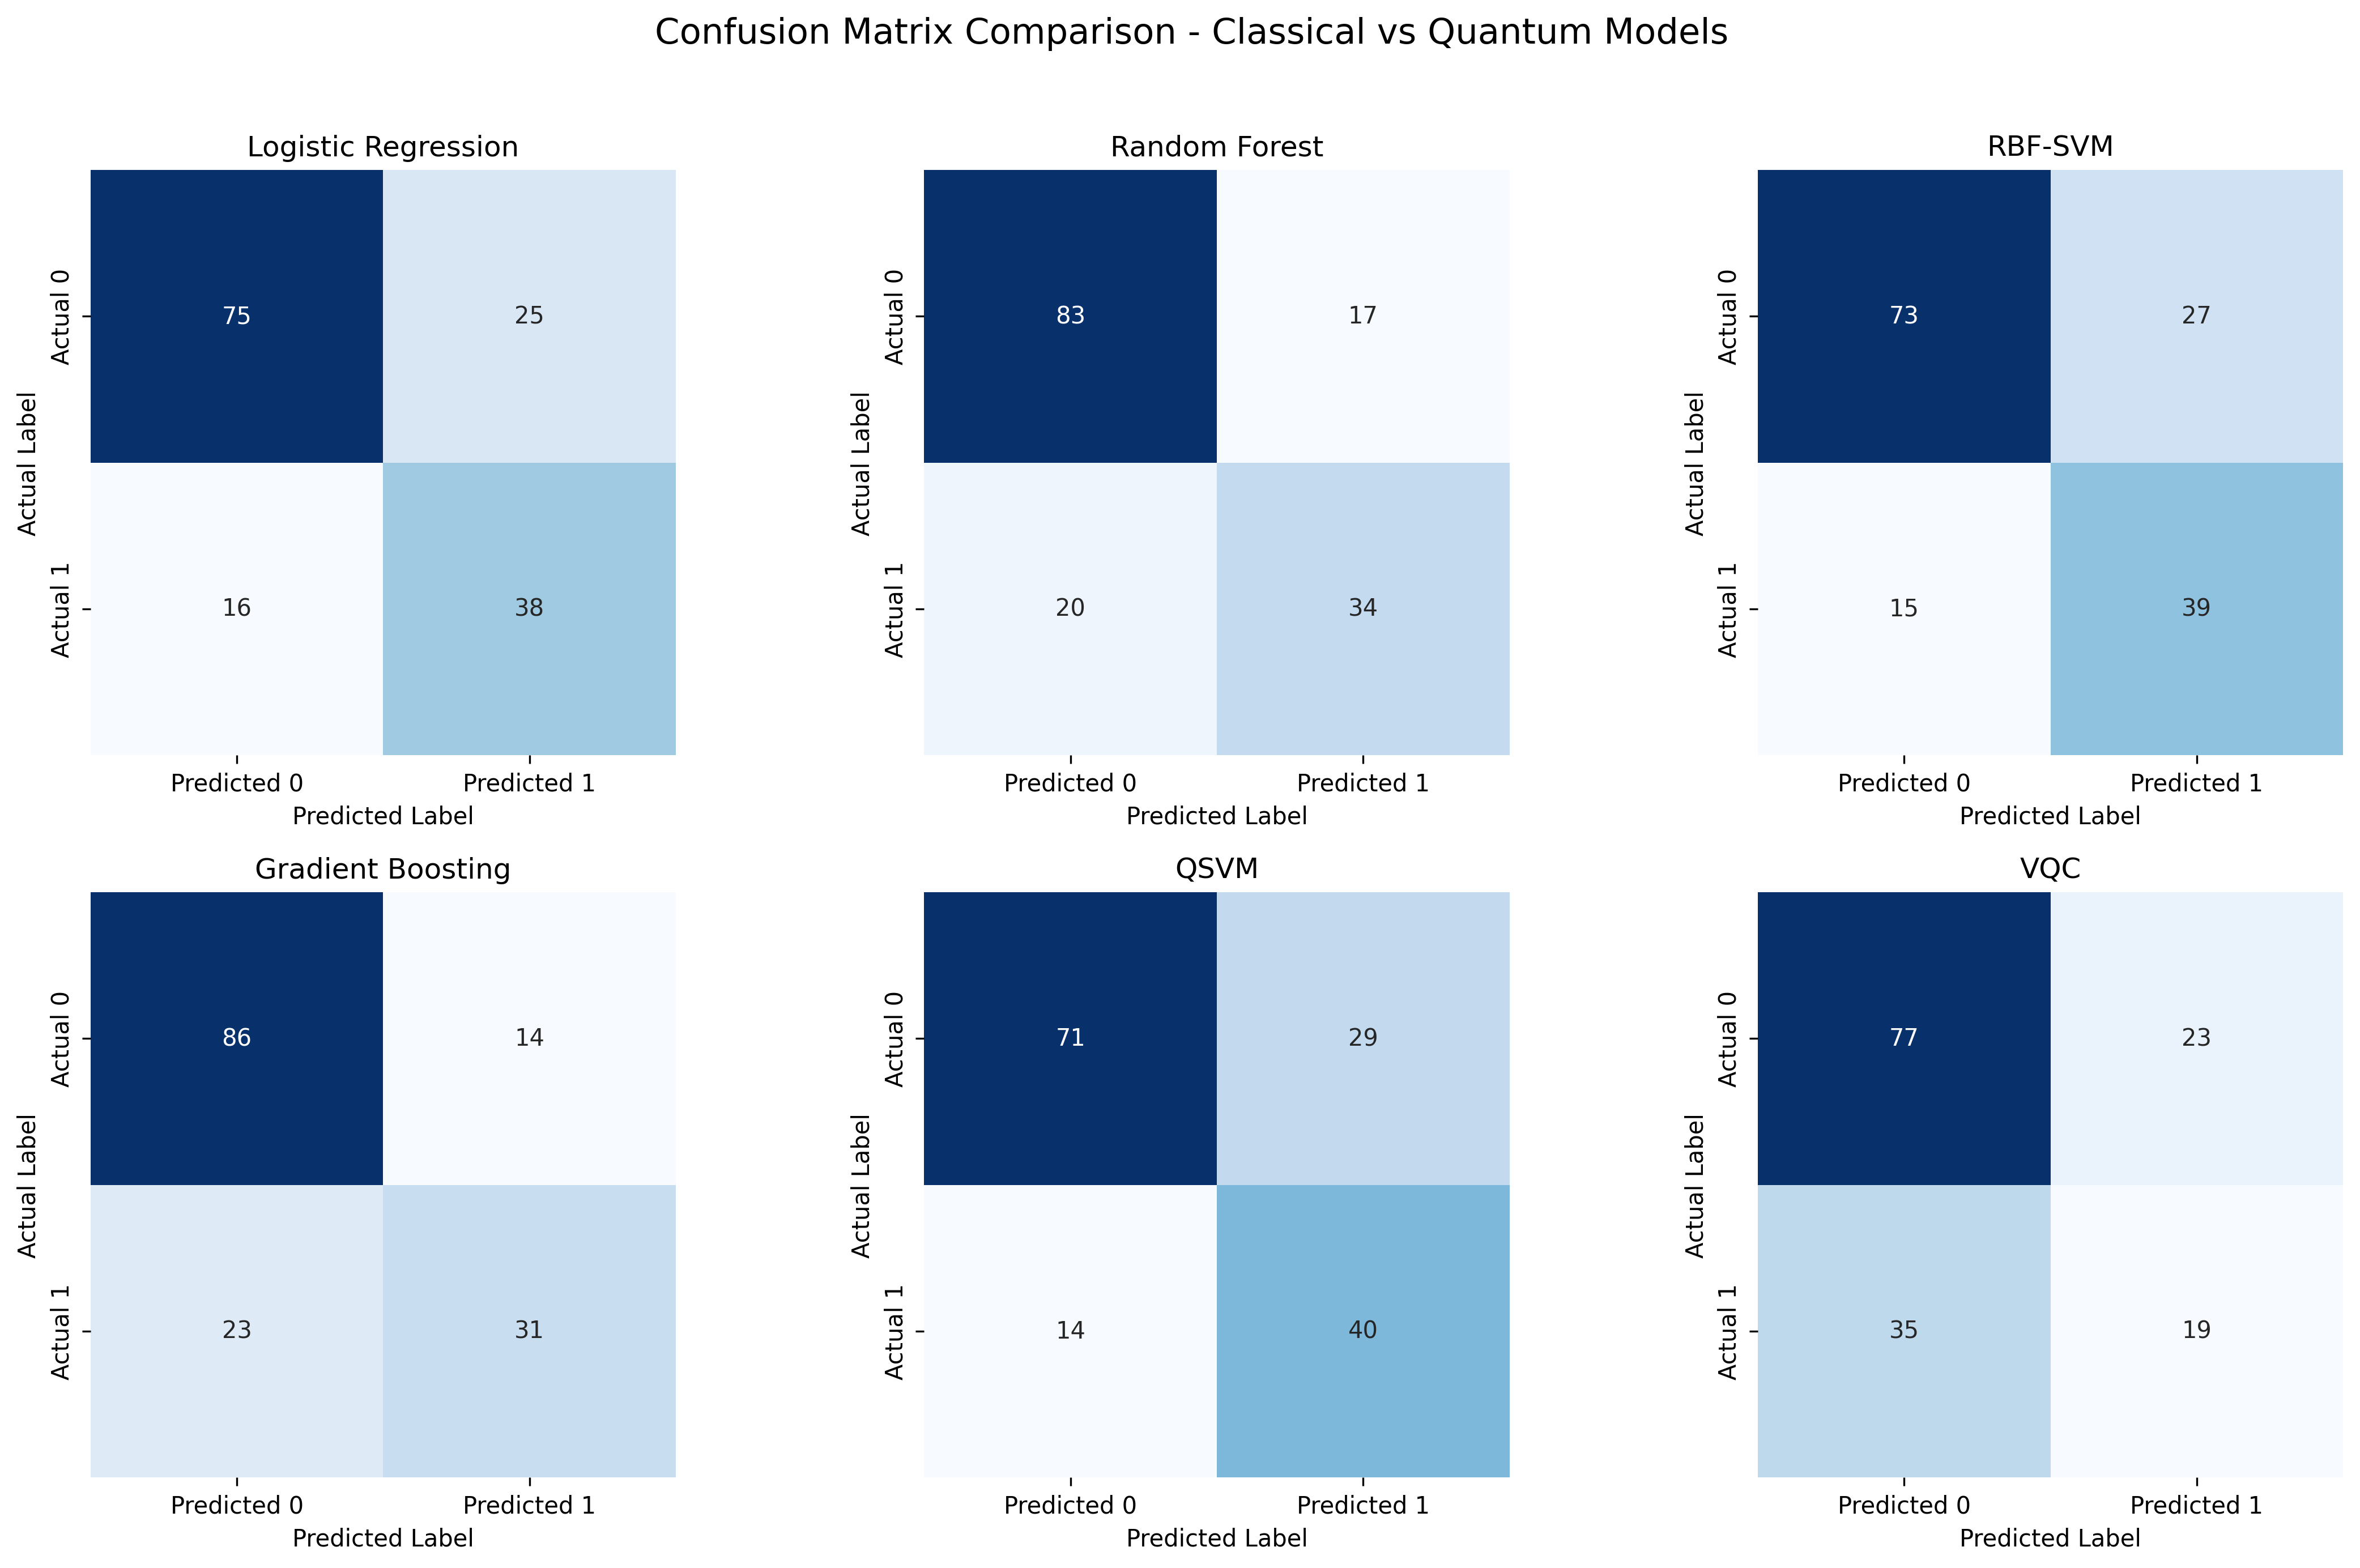 Confusion Matrix Comparison - Classical vs Quantum Models
Logistic Regression
Actual Label
Actual 0
75
25
Actual 1
16
38
Predicted 0
Predicted 1
Predicted Label
Random Forest
Actual Label
Actual 0
83
17
Actual 1
20
34
Predicted 0
Predicted 1
Predicted Label
RBF-SVM
Actual Label
Actual 0
73
27
Actual 1
15
39
Predicted 0
Predicted 1
Predicted Label
Gradient Boosting
Actual Label
Actual 0
86
14
Actual 1
23
31
Predicted 0
Predicted 1
Predicted Label
QSVM
Actual Label
Actual 0
71
29
Actual 1
14
40
Predicted 0
Predicted 1
Predicted Label
VQC
Actual Label
Actual 0
77
23
Actual 1
35
19
Predicted 0
Predicted 1
Predicted Label